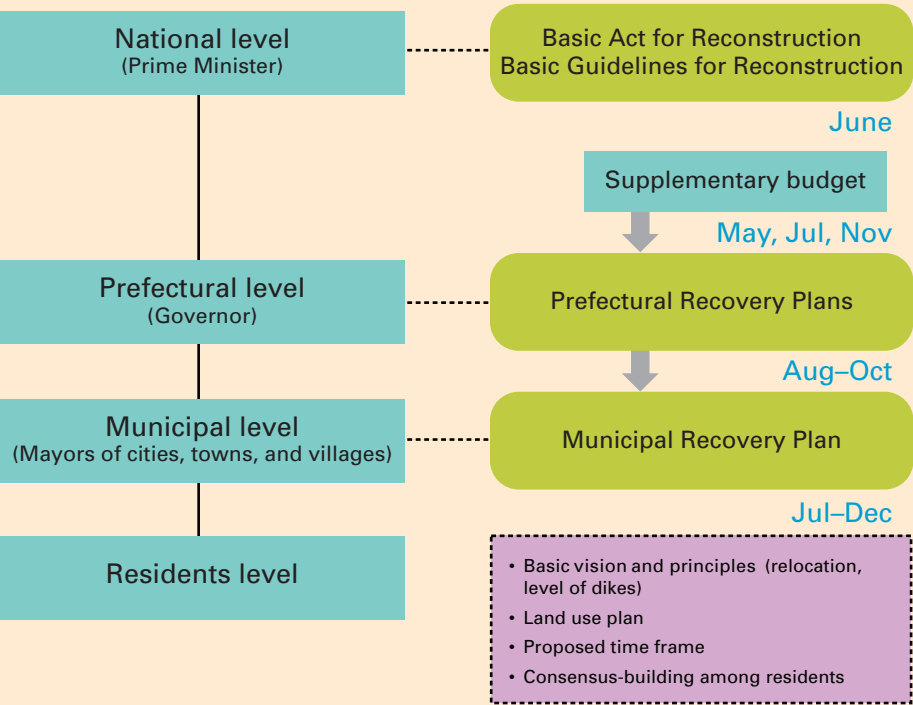 National level
(Prime Minister)
Basic Act for Reconstruction
Basic Guidelines for Reconstruction
June
Supplementary budget
May, Jul, Nov
Prefectural level
(Governor)
Prefectural Recovery Plans
Aug–Oct
Municipal level
(Mayors of cities, towns, and villages)
Municipal Recovery Plan
Jul–Dec
Residents level
• Basic vision and principles (relocation,
level of dikes)
• Land use plan
• Proposed time frame
• Consensus-building among residents